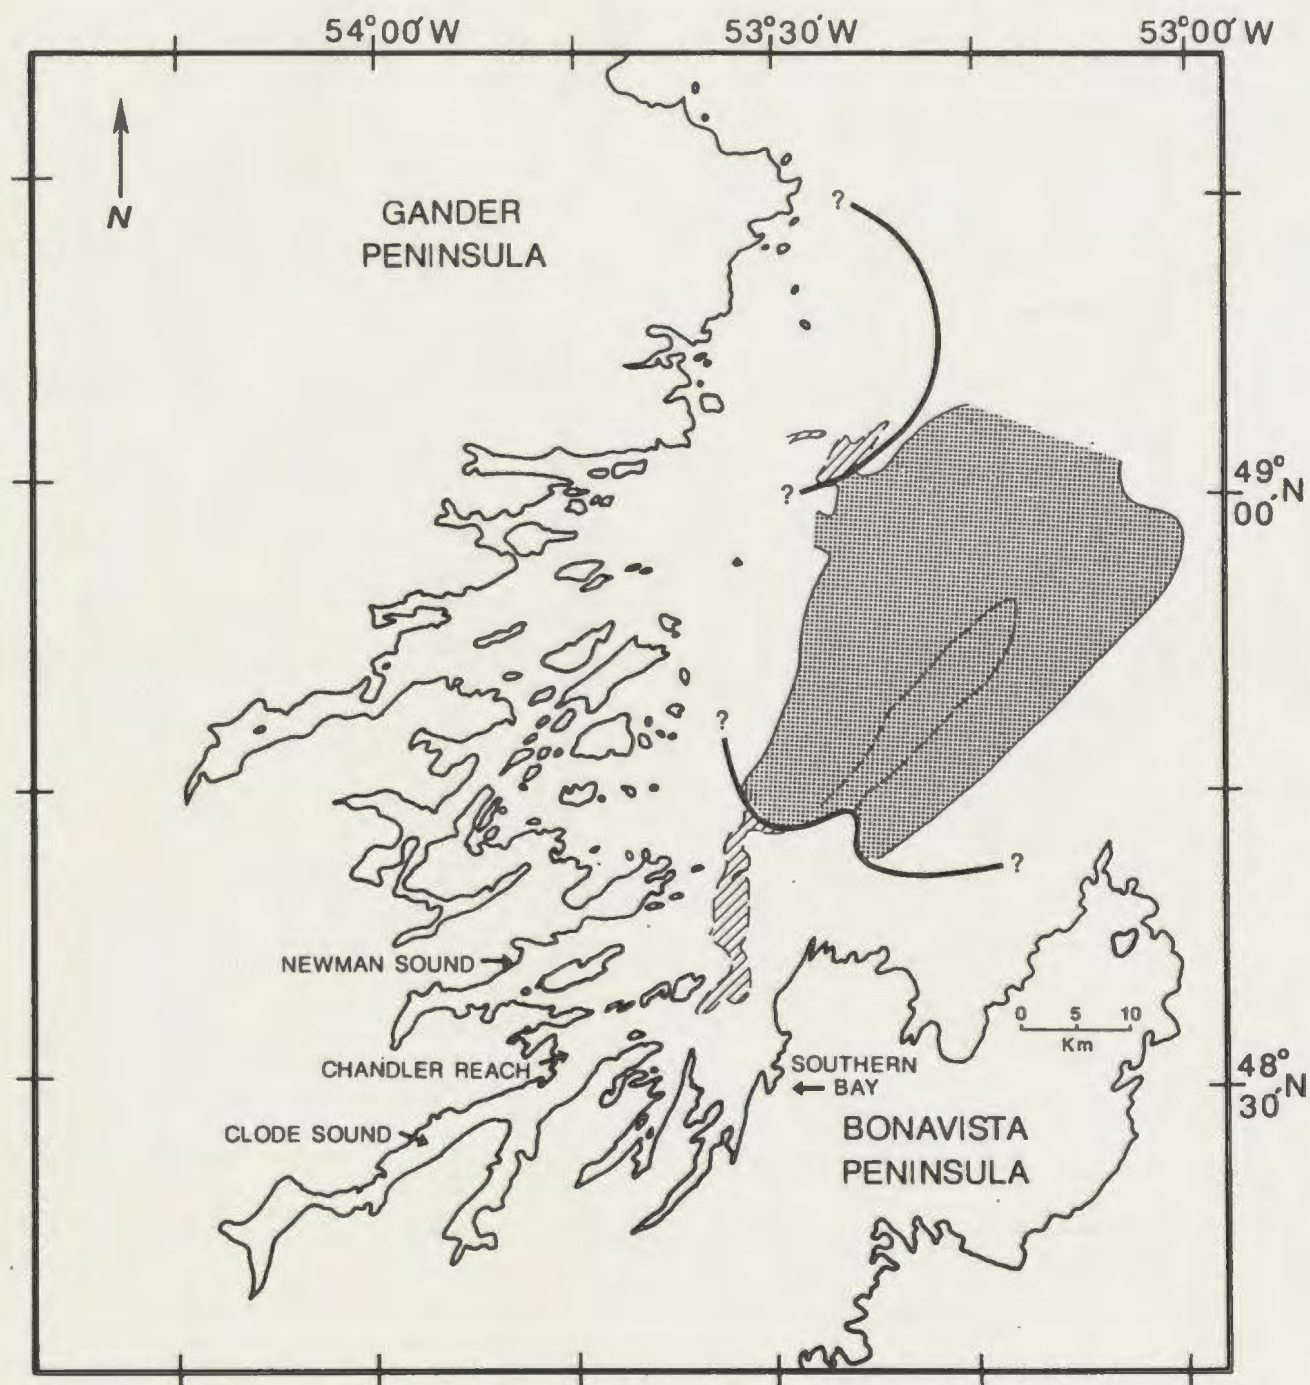 54°00′W 53°30′W 53°00′W
N
GANDER
PENINSULA
?
?
49°
00′ N
?
?
NEWMAN SOUND
0 5 10
Km
CHANDLER REACH
SOUTHERN
BAY
48°
30′ N
CLODE SOUND
BONAVISTA
PENINSULA